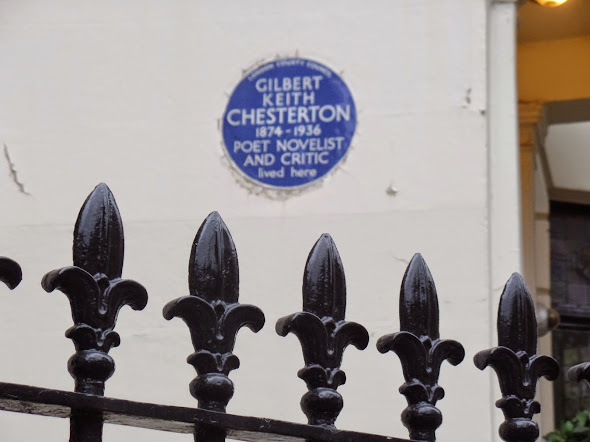 LONDON COUNTY COUNCIL
GILBERT
KEITH
CHESTERTON
1874-1936
POET NOVELIST
AND CRITIC
lived here